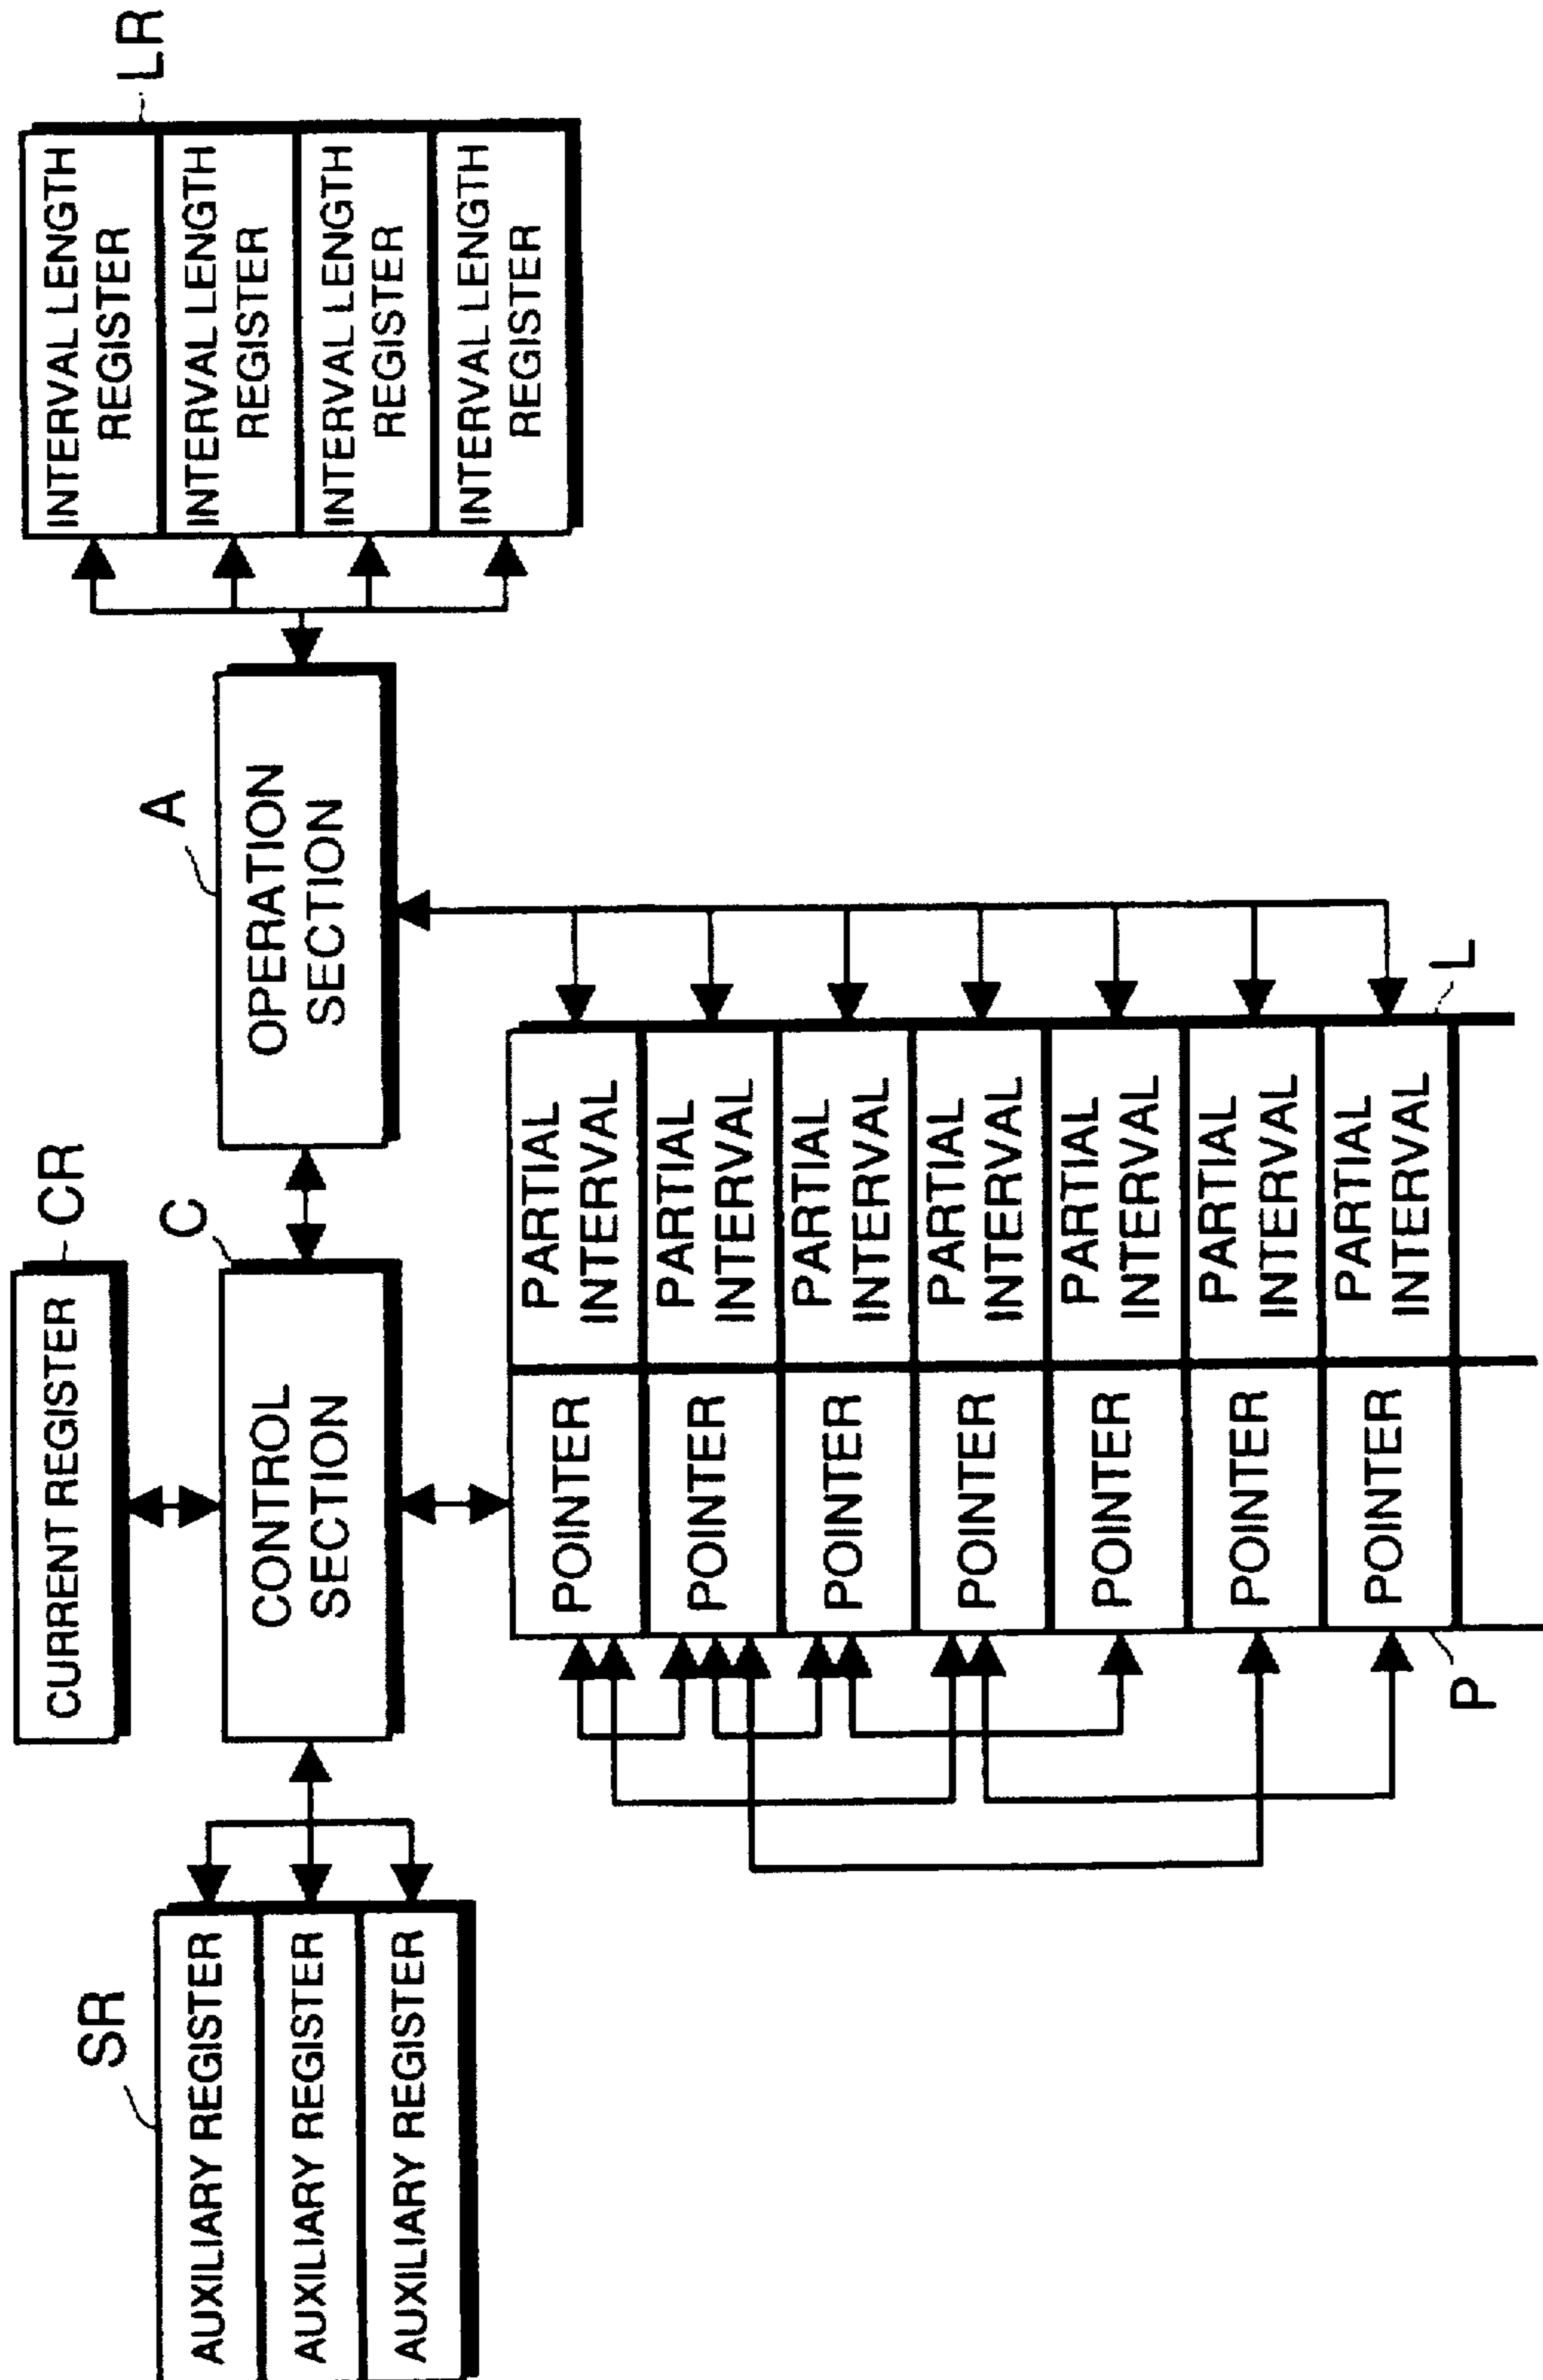 SR
AUXILIARY REGISTER
AUXILIARY REGISTER
AUXILIARY REGISTER
CURRENT REGISTER
CR
C
CONTROL
SECTION
A
OPERATION
SECTION
LR
INTERVAL LENGTH
REGISTER
INTERVAL LENGTH
REGISTER
INTERVAL LENGTH
REGISTER
INTERVAL LENGTH
REGISTER
POINTER
PARTIAL
INTERVAL
POINTER
PARTIAL
INTERVAL
POINTER
PARTIAL
INTERVAL
POINTER
PARTIAL
INTERVAL
POINTER
PARTIAL
INTERVAL
POINTER
PARTIAL
INTERVAL
POINTER
PARTIAL
INTERVAL
P
L